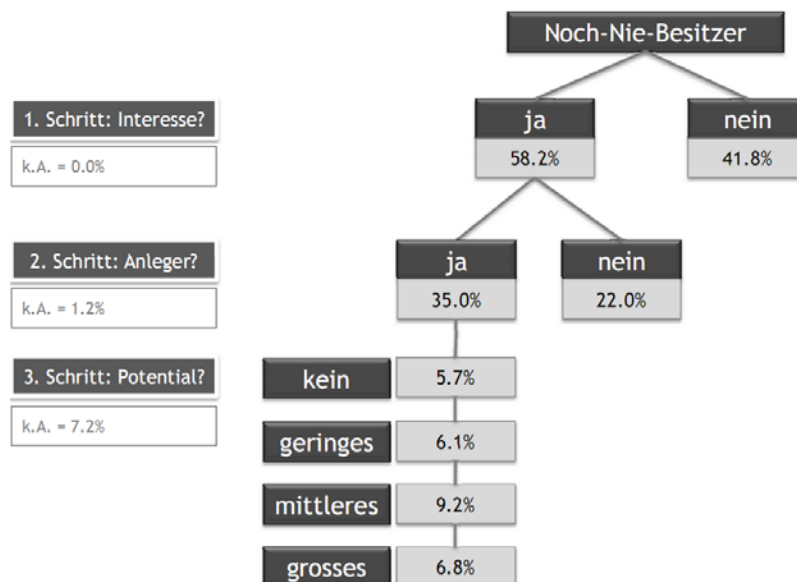 Noch-Nie-Besitzer
1. Schritt: Interesse?
k.A. = 0.0%
ja
nein
58.2%
41.8%
2. Schritt: Anleger?
k.A. = 1.2%
ja
nein
35.0%
22.0%
3. Schritt: Potential?
k.A. = 7.2%
kein
5.7%
geringes
6.1%
mittleres
9.2%
grosses
6.8%